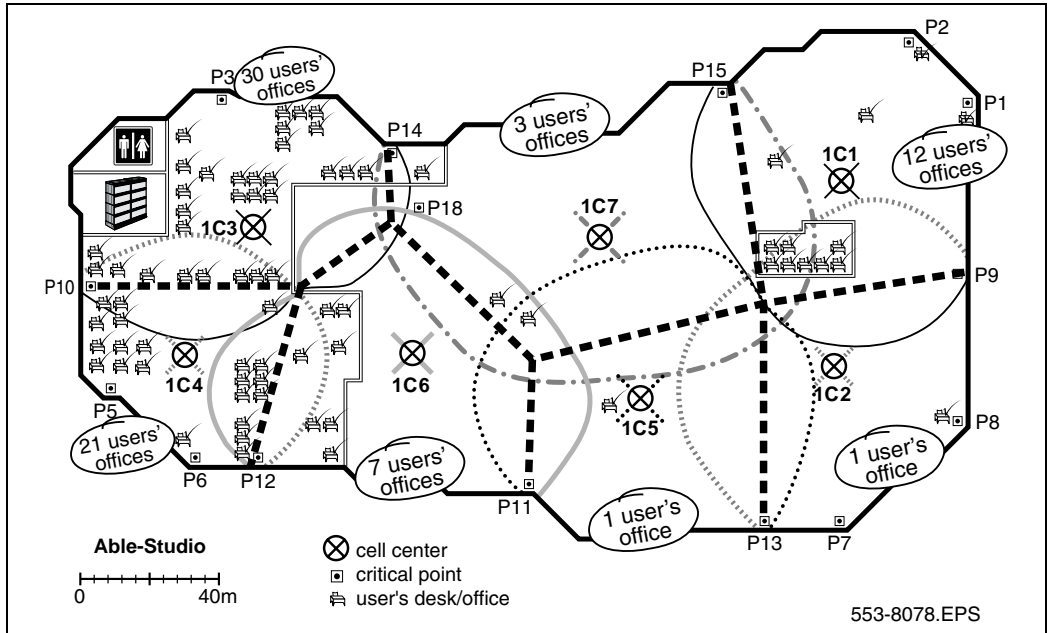 P2
P15
P3
30 users'
offices
P1
3 users'
offices
P14
12 users'
offices
1C1
P18
1C7
1C3
P9
P10
1C4
1C6
1C2
1C5
P5
P8
21 users'
offices
7 users'
offices
1 user's
office
P6
P12
P11
1 user's
office
P13
P7
Able-Studio
0
40m
cell center
critical point
user's desk/office
553-8078.EPS